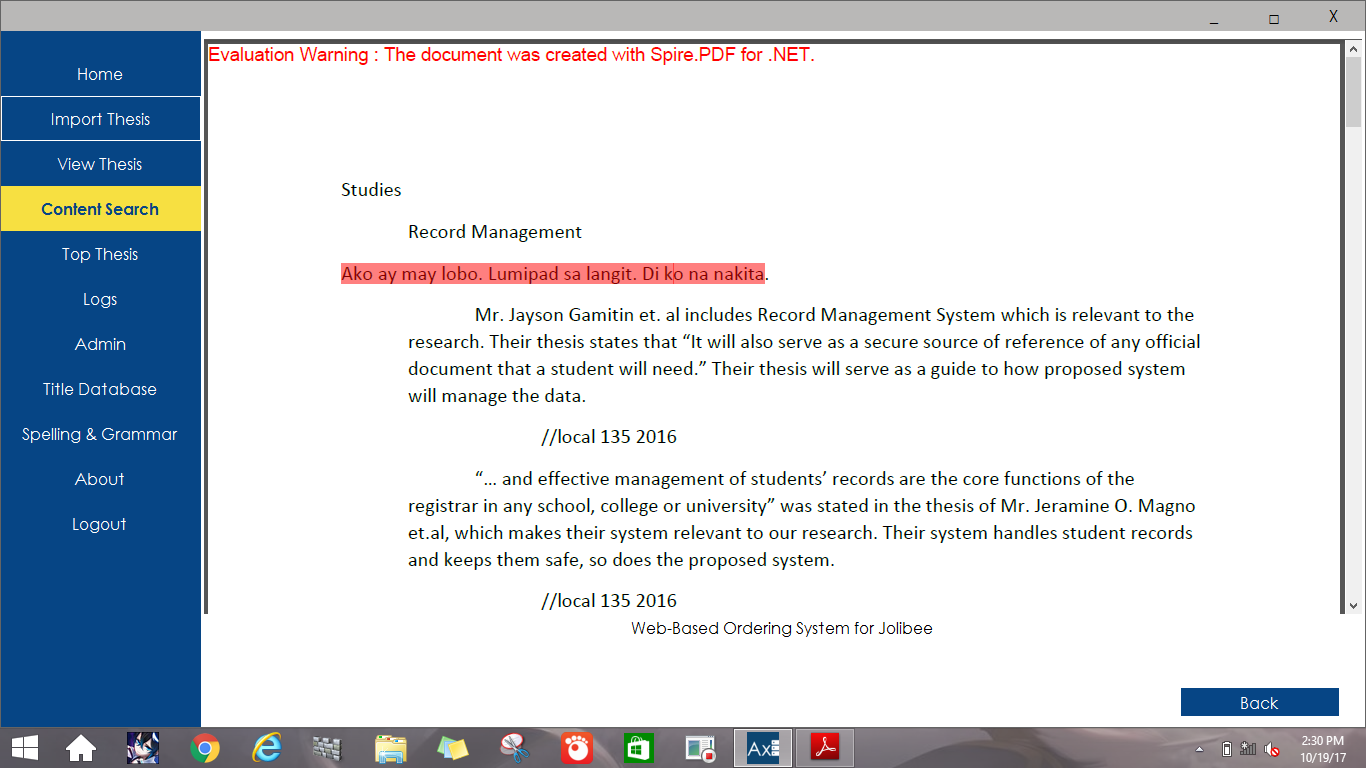 _ □ X
Home
Import Thesis
View Thesis
Content Search
Top Thesis
Logs
Admin
Title Database
Spelling & Grammar
About
Logout
Evaluation Warning : The document was created with Spire.PDF for .NET.
Studies
Record Management
Ako ay may lobo. Lumipad sa langit. Di ko na nakita.
Mr. Jayson Gamitin et. al includes Record Management System which is relevant to the
research. Their thesis states that “It will also serve as a secure source of reference of any official
document that a student will need.” Their thesis will serve as a guide to how proposed system
will manage the data.
//local 135 2016
“… and effective management of students’ records are the core functions of the
registrar in any school, college or university” was stated in the thesis of Mr. Jeramine O. Magno
et.al, which makes their system relevant to our research. Their system handles student records
and keeps them safe, so does the proposed system.
//local 135 2016
Web-Based Ordering System for Jolibee
Back
Ax
2:30 PM
10/19/17